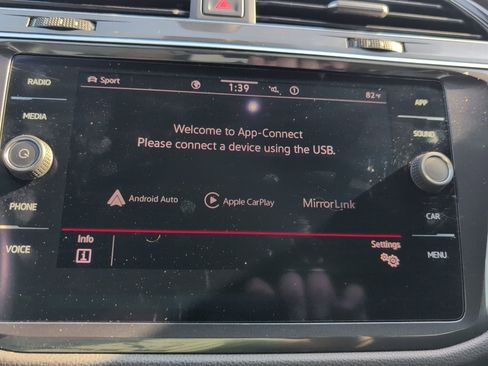 RADIO
MEDIA
PHONE
VOICE
Sport
1:39
82°F
Welcome to App-Connect
Please connect a device using the USB.
Android Auto
Apple CarPlay
MirrorLink
Info
Settings
APP
SOUND
CAR
MENU